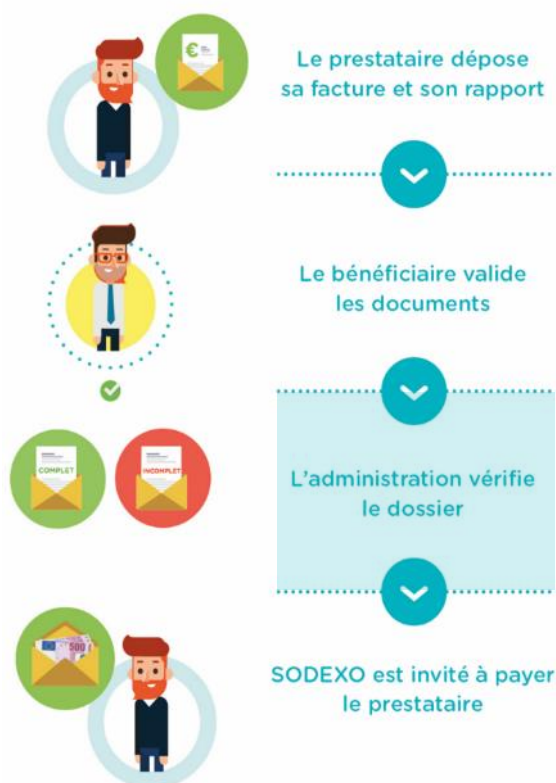 Le prestataire dépose
sa facture et son rapport
Le bénéficiaire valide
les documents
COMPLET
INCOMPLET
L'administration vérifie
le dossier
500
SODEXO est invité à payer
le prestataire